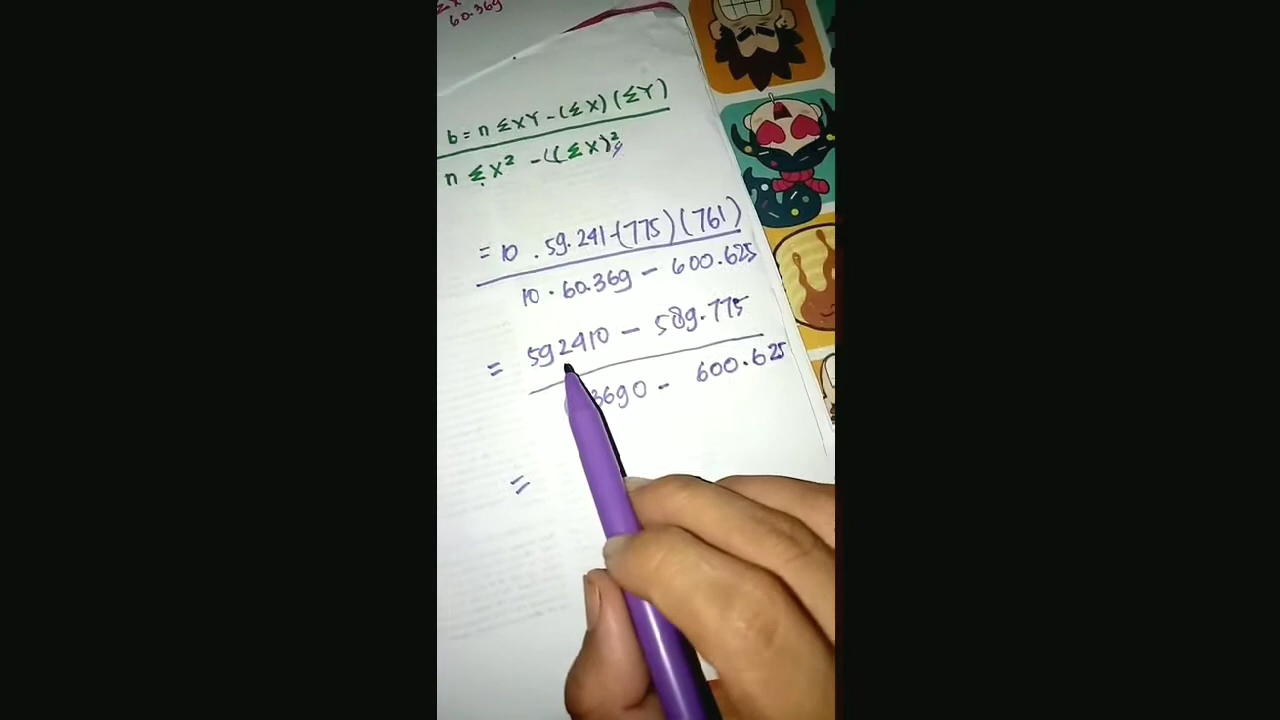 60.369
b = n ΣXY - (ΣX) (ΣY)
n ΣX² - ((ΣX)²
= 10 . 59.241 - (775) (761)
10 . 60.369 - 600.625
= 592410 - 589.775
3690 - 600.625
=